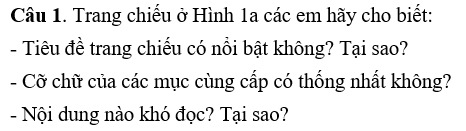 Câu 1. Trang chiếu ở Hình 1a các em hãy cho biết:
- Tiêu đề trang chiếu có nổi bật không? Tại sao?
- Cỡ chữ của các mục cùng cấp có thống nhất không?
- Nội dung nào khó đọc? Tại sao?